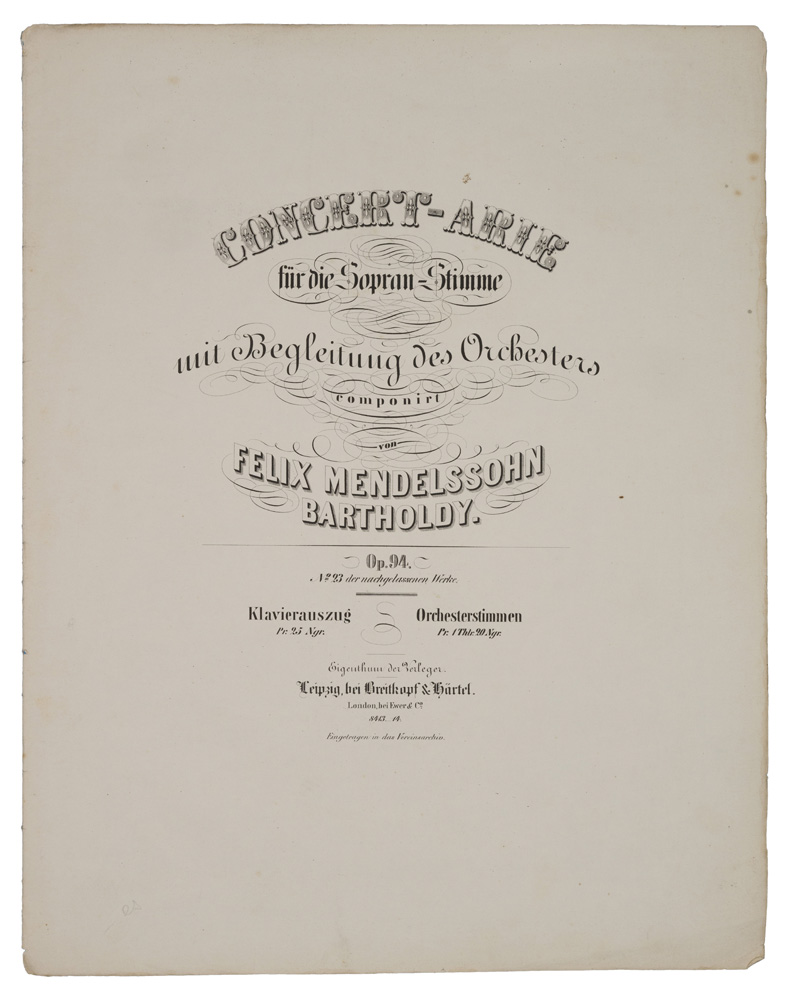 CONCERT-ARIE
für die Sopran-Stimme
mit Begleitung des Orchesters
componirt
von
FELIX MENDELSSOHN
BARTHOLDY.
Op. 94.
No 23 der nachgelassenen Werke.
Klavierauszug Orchesterstimmen
Pr. 25 Ngr. Pr. 1 Thlr. 20 Ngr.
Eigenthum der Verleger.
Leipzig, bei Breitkopf & Härtel.
London, bei Ewer & Co.
8413. 14.
Eingetragen in das Vereinsarchiv.